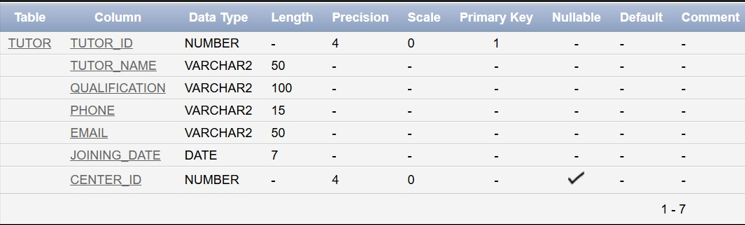 Table Column Data Type Length Precision Scale Primary Key Nullable Default Comment
TUTOR TUTOR_ID NUMBER - 4 0 1 - - -
TUTOR_NAME VARCHAR2 50 - - - - - -
QUALIFICATION VARCHAR2 100 - - - - - -
PHONE VARCHAR2 15 - - - - - -
EMAIL VARCHAR2 50 - - - - - -
JOINING_DATE DATE 7 - - - - - -
CENTER_ID NUMBER - 4 0 - ✓ - -
1 - 7